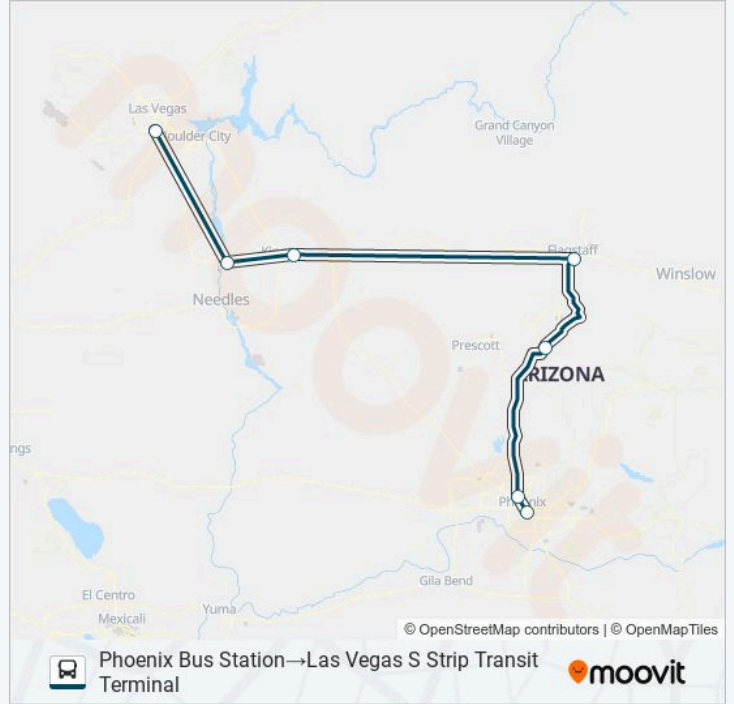 Las Vegas
oulder City
Grand Canyon
Village
Flagstaff
Winslow
Needles
Prescott
RIZONA
ngs
Phoenix
Gila Bend
El Centro
Yuma
Mexicali
© OpenStreetMap contributors | © OpenMapTiles
Phoenix Bus Station→Las Vegas S Strip Transit
Terminal
moovit